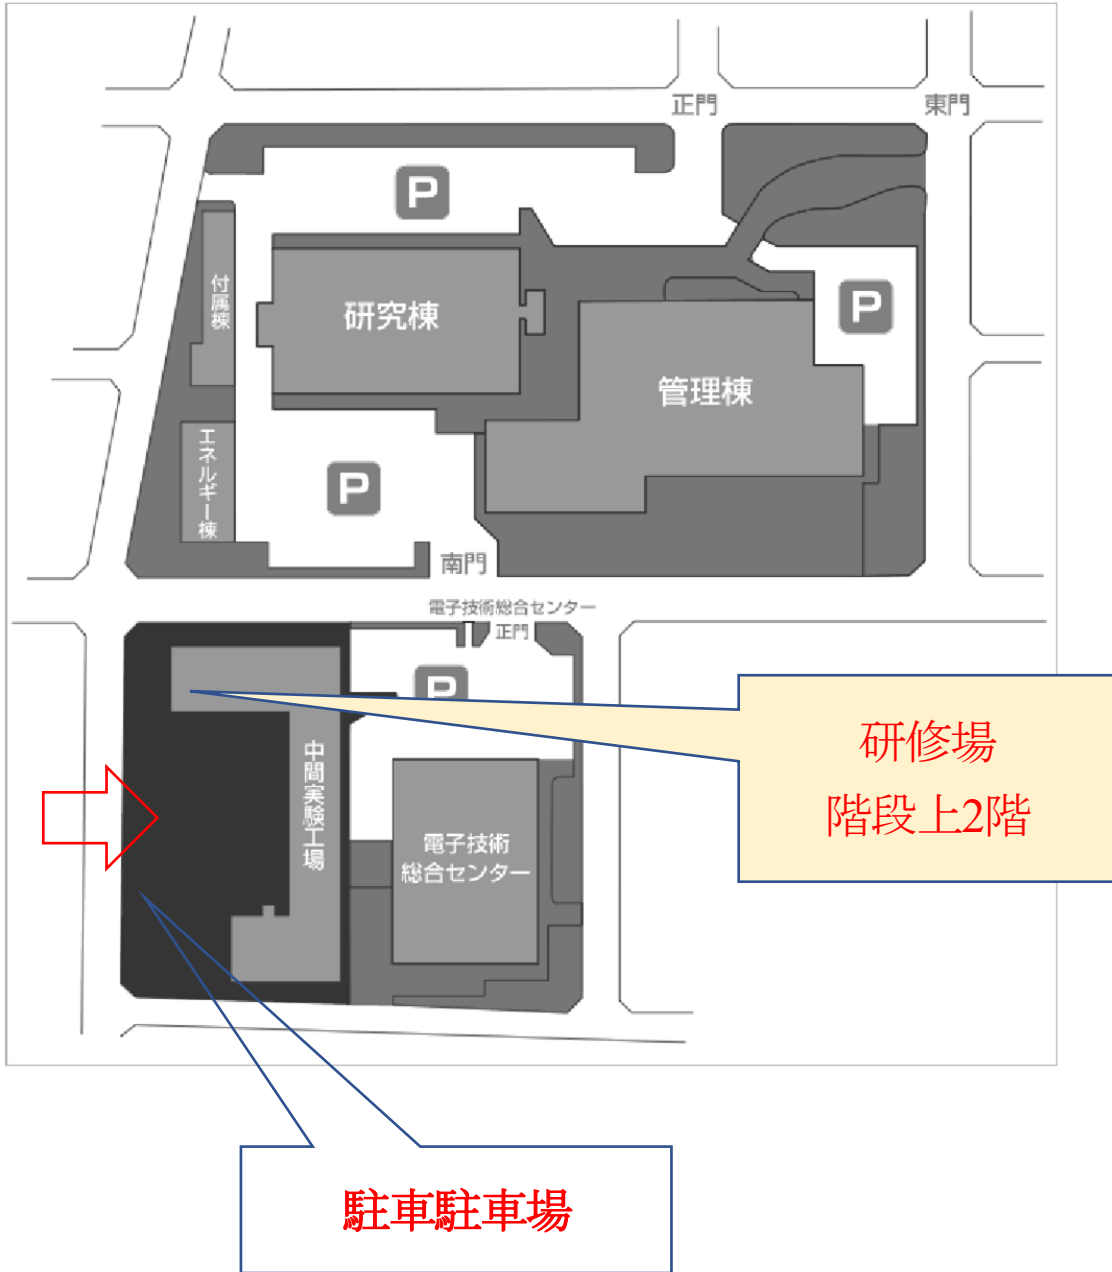 正門
東門
P
付属棟
研究棟
P
管理棟
エネルギー棟
P
南門
電子技術総合センター
正門
P
研修場
階段上2階
中間実験工場
電子技術
総合センター
駐車駐車場